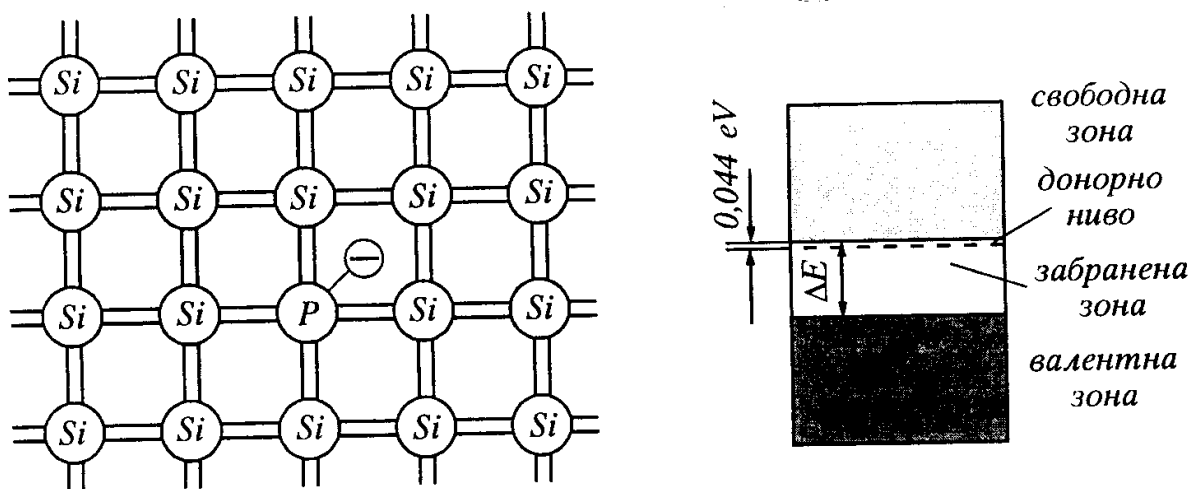 Si Si Si Si Si
Si Si Si Si Si
Si Si P Si Si
Si Si Si Si Si
0,044 eV
ΔE
свободна
зона
донорно
ниво
забранена
зона
валентна
зона